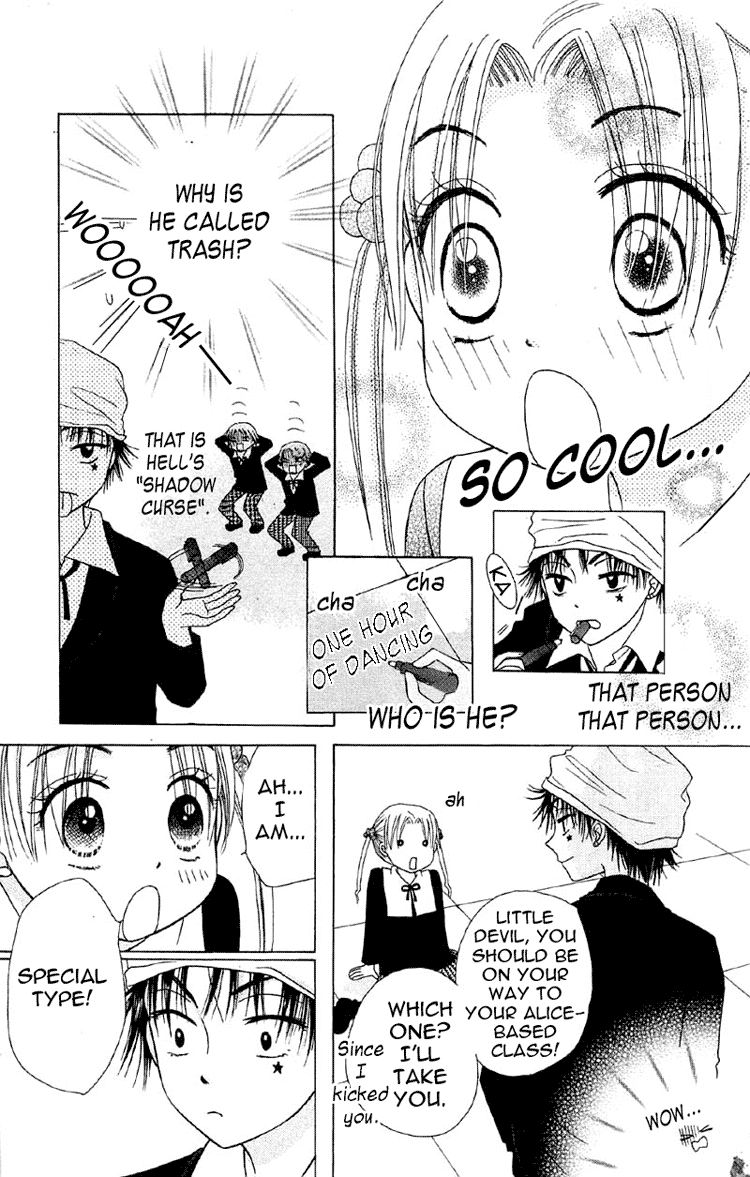 WHY IS
HE CALLED
TRASH?
WOOOOOAH
THAT IS
HELL'S
"SHADOW
CURSE".
SO COOL...
KA
cha
cha
ONE HOUR
OF DANCING
WHO IS HE?
THAT PERSON
THAT PERSON...
AH...
I
AM...
SPECIAL
TYPE!
ah
LITTLE
DEVIL, YOU
SHOULD BE
ON YOUR
WAY TO
YOUR ALICE-
BASED
CLASS!
WHICH
ONE?
I'LL
TAKE
YOU.
Since
I
kicked
you.
WOW...